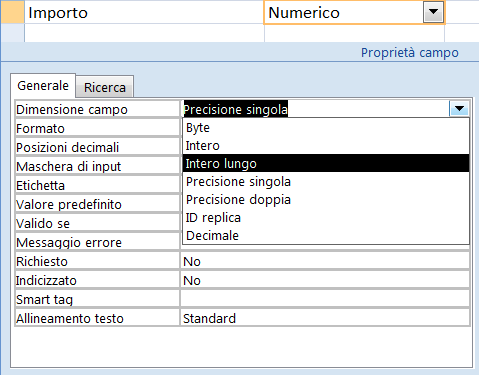 Importo Numerico
Proprietà campo
Generale Ricerca
Dimensione campo Precisione singola
Formato Byte
Posizioni decimali Intero
Maschera di input Intero lungo
Etichetta Precisione singola
Valore predefinito Precisione doppia
Valido se ID replica
Messaggio errore Decimale
Richiesto No
Indicizzato No
Smart tag
Allineamento testo Standard